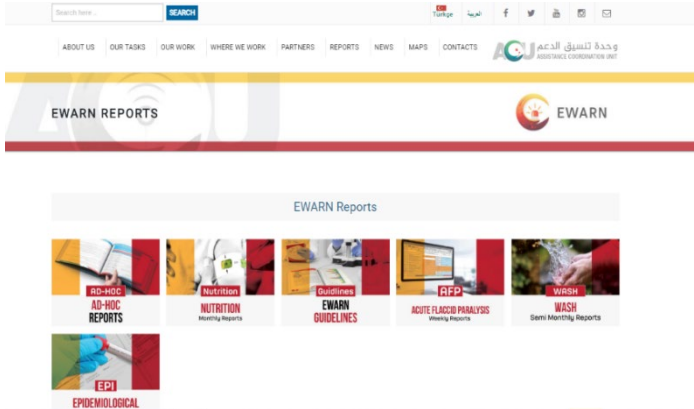 Search here ...
SEARCH
Türkçe
العربية
ABOUT US
OUR TASKS
OUR WORK
WHERE WE WORK
PARTNERS
REPORTS
NEWS
MAPS
CONTACTS
ACU
وحدة تنسيق الدعم
ASSISTANCE COORDINATION UNIT
EWARN REPORTS
EWARN
EWARN Reports
AD-HOC
AD-HOC
REPORTS
Nutrition
NUTRITION
Monthly Reports
Guidlines
EWARN
GUIDELINES
AFP
ACUTE FLACCID PARALYSIS
Weekly Reports
WASH
WASH
Semi Monthly Reports
EPI
EPIDEMIOLOGICAL